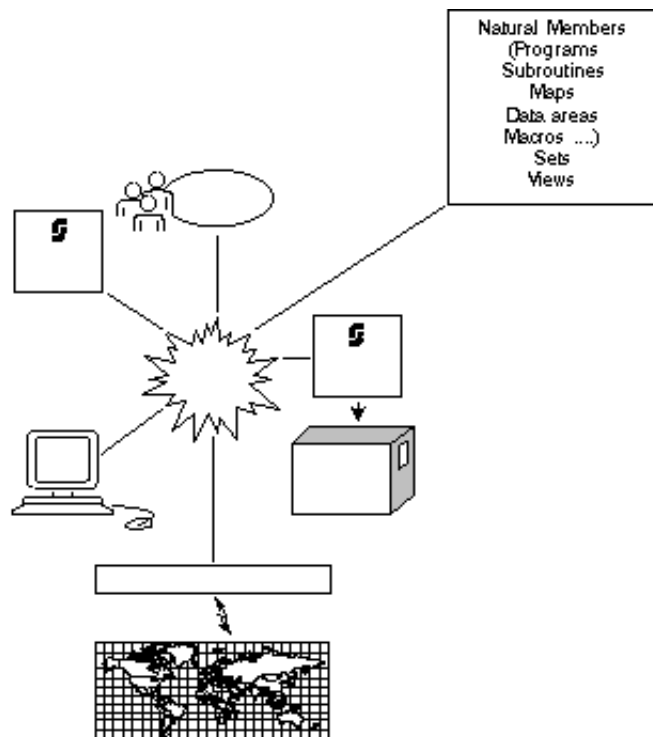 Natural Members
(Programs
Subroutines
Maps
Data areas
Macros ....)
Sets
Views